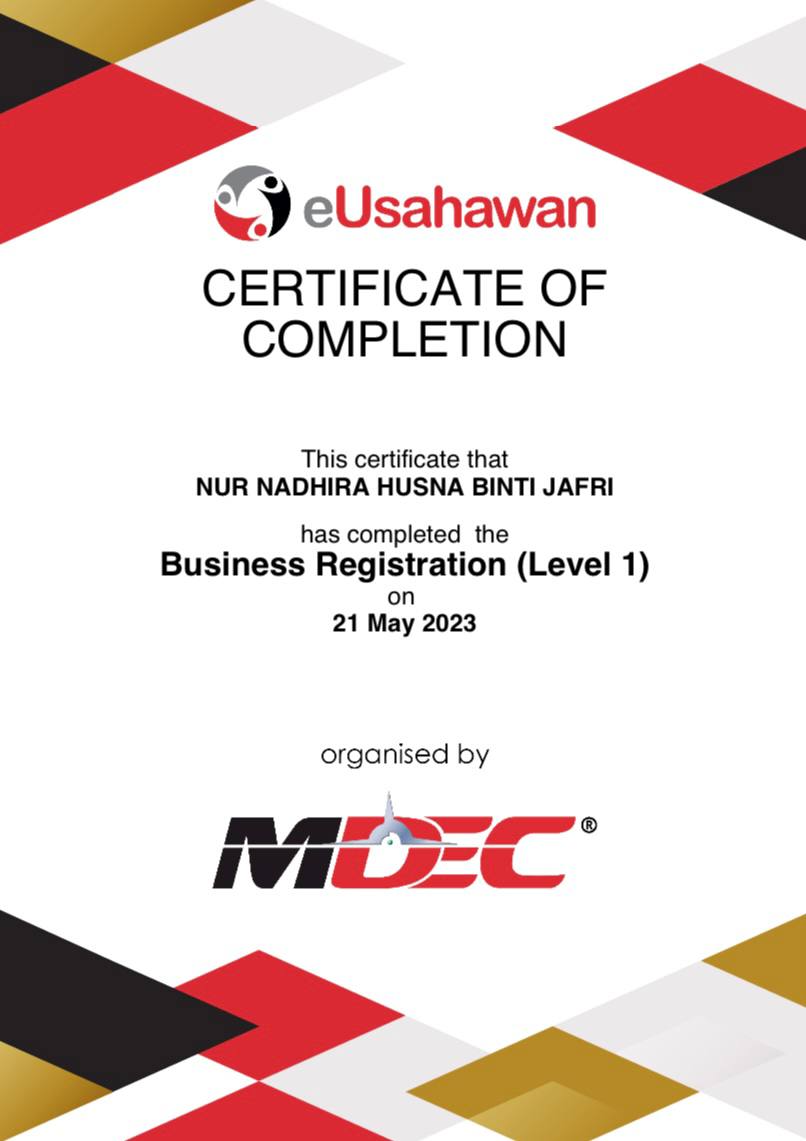 eUsahawan
CERTIFICATE OF
COMPLETION
This certificate that
NUR NADHIRA HUSNA BINTI JAFRI
has completed  the
Business Registration (Level 1)
on
21 May 2023
organised by
MDEC®